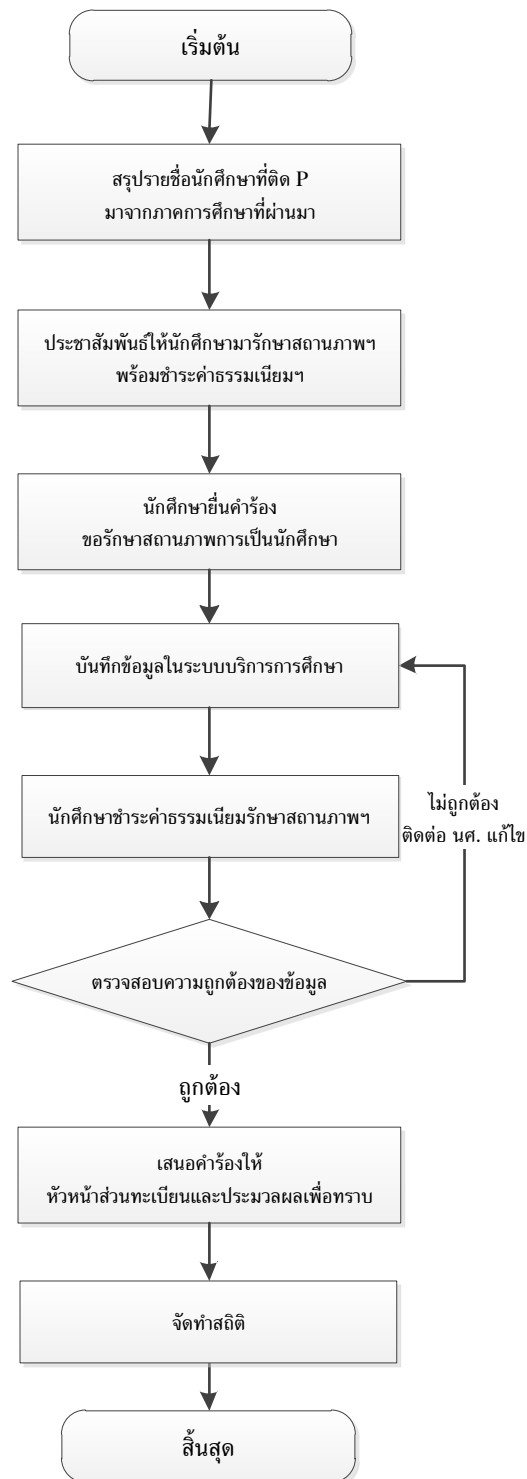 เริ่มต้น
สรุปรายชื่อนักศึกษาที่ติด P
มาจากภาคการศึกษาที่ผ่านมา
ประชาสัมพันธ์ให้นักศึกษามารักษาสถานภาพฯ
พร้อมชำระค่าธรรมเนียมฯ
นักศึกษายื่นคำร้อง
ขอรักษาสถานภาพการเป็นนักศึกษา
บันทึกข้อมูลในระบบบริการการศึกษา
นักศึกษาชำระค่าธรรมเนียมรักษาสถานภาพฯ
ไม่ถูกต้อง
ติดต่อ นศ. แก้ไข
ตรวจสอบความถูกต้องของข้อมูล
ถูกต้อง
เสนอคำร้องให้
หัวหน้าส่วนทะเบียนและประมวลผลเพื่อทราบ
จัดทำสถิติ
สิ้นสุด